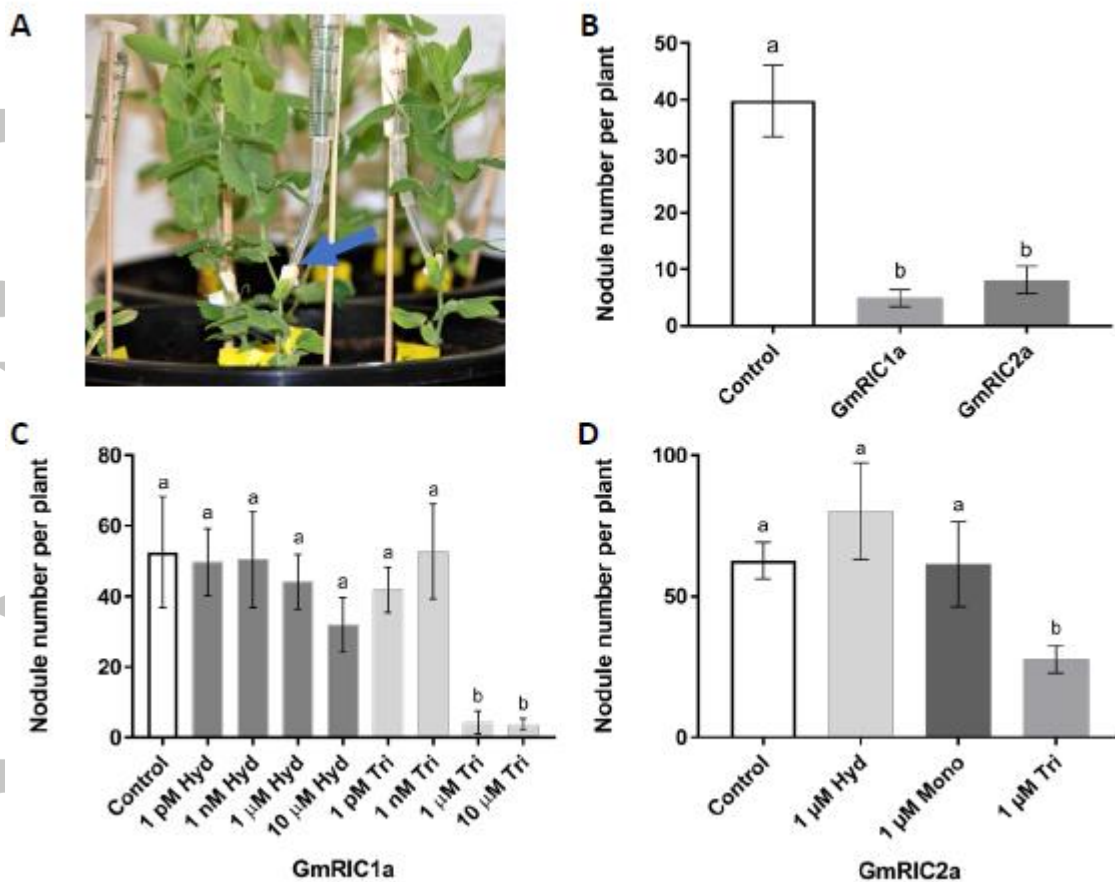 A
B
Nodule number per plant
50
40
30
20
10
0
a
b
b
Control
GmRIC1a
GmRIC2a
C
Nodule number per plant
80
60
40
20
0
a
a
a
a
a
a
a
b
b
Control
1 pM Hyd
1 nM Hyd
1 μM Hyd
10 μM Hyd
1 pM Tri
1 nM Tri
1 μM Tri
10 μM Tri
GmRIC1a
D
Nodule number per plant
100
50
0
a
a
a
b
Control
1 µM Hyd
1 µM Mono
1 µM Tri
GmRIC2a